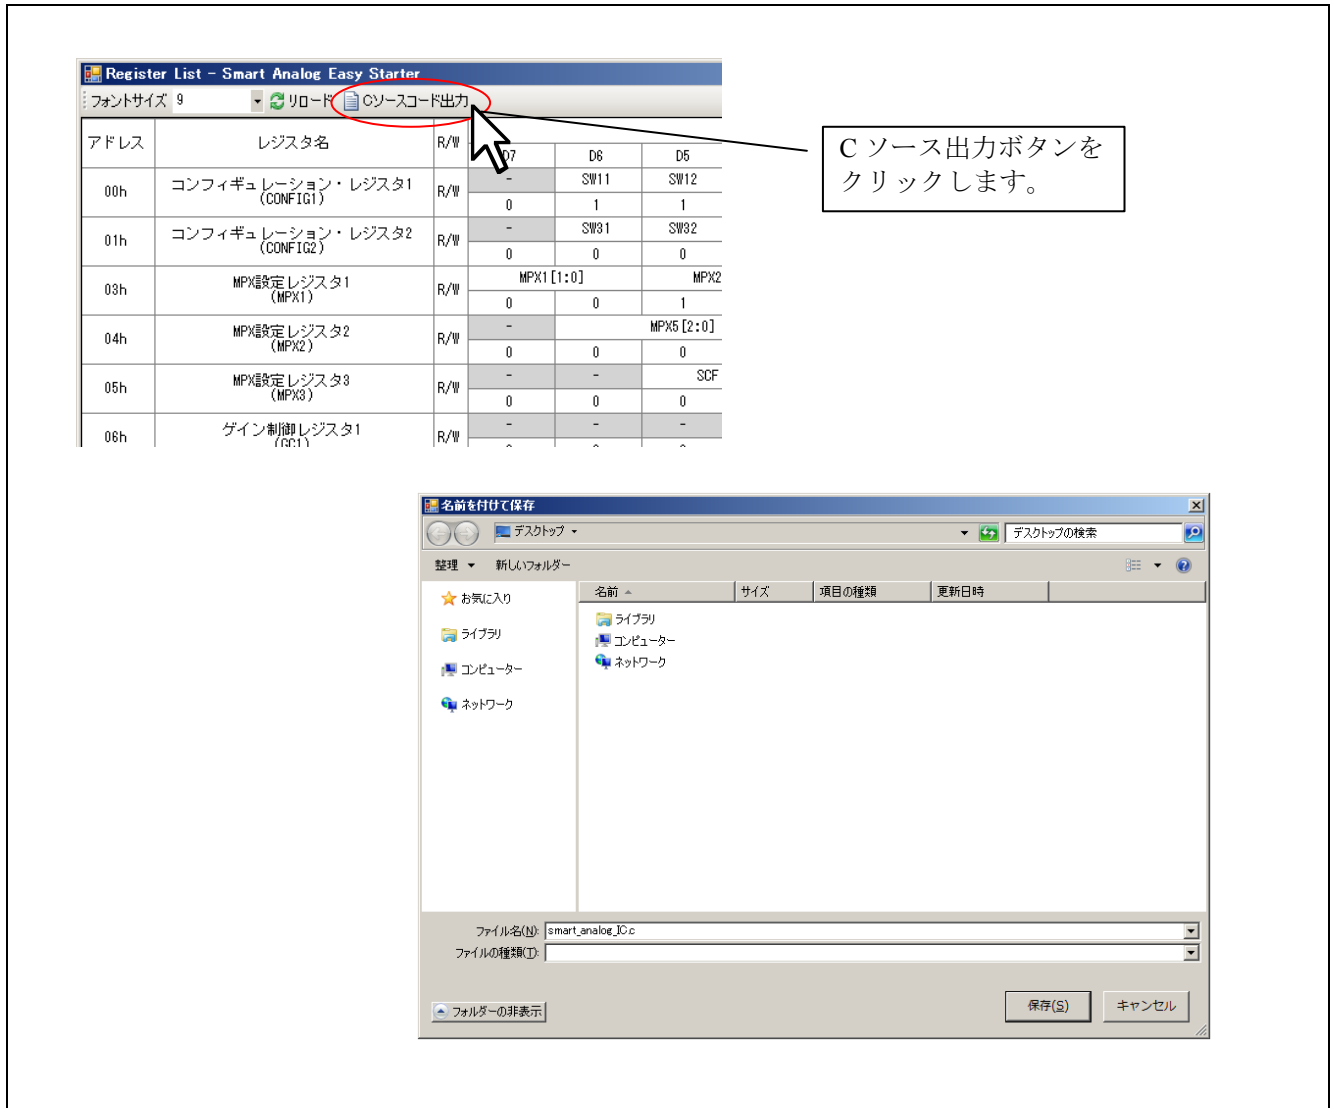 Register List - Smart Analog Easy Starter
フォントサイズ 9 リロード Cソースコード出力
アドレス レジスタ名 R/W D7 D6 D5
00h コンフィギュレーション・レジスタ1 (CONFIG1) R/W - SW11 SW12
0 1 1
01h コンフィギュレーション・レジスタ2 (CONFIG2) R/W - SW31 SW32
0 0 0
03h MPX設定レジスタ1 (MPX1) R/W MPX1[1:0] MPX2
0 0 1
04h MPX設定レジスタ2 (MPX2) R/W - MPX5[2:0]
0 0 0
05h MPX設定レジスタ3 (MPX3) R/W - - SCF
0 0 0
06h ゲイン制御レジスタ1 (GC1) R/W - - -
C ソース出力ボタンを
クリックします。
名前を付けて保存
デスクトップ デスクトップの検索
整理 新しいフォルダー
お気に入り
ライブラリ
コンピューター
ネットワーク
名前 サイズ 項目の種類 更新日時
ライブラリ
コンピューター
ネットワーク
ファイル名(N): smart_analog_IC.c
ファイルの種類(T):
フォルダーの非表示 保存(S) キャンセル